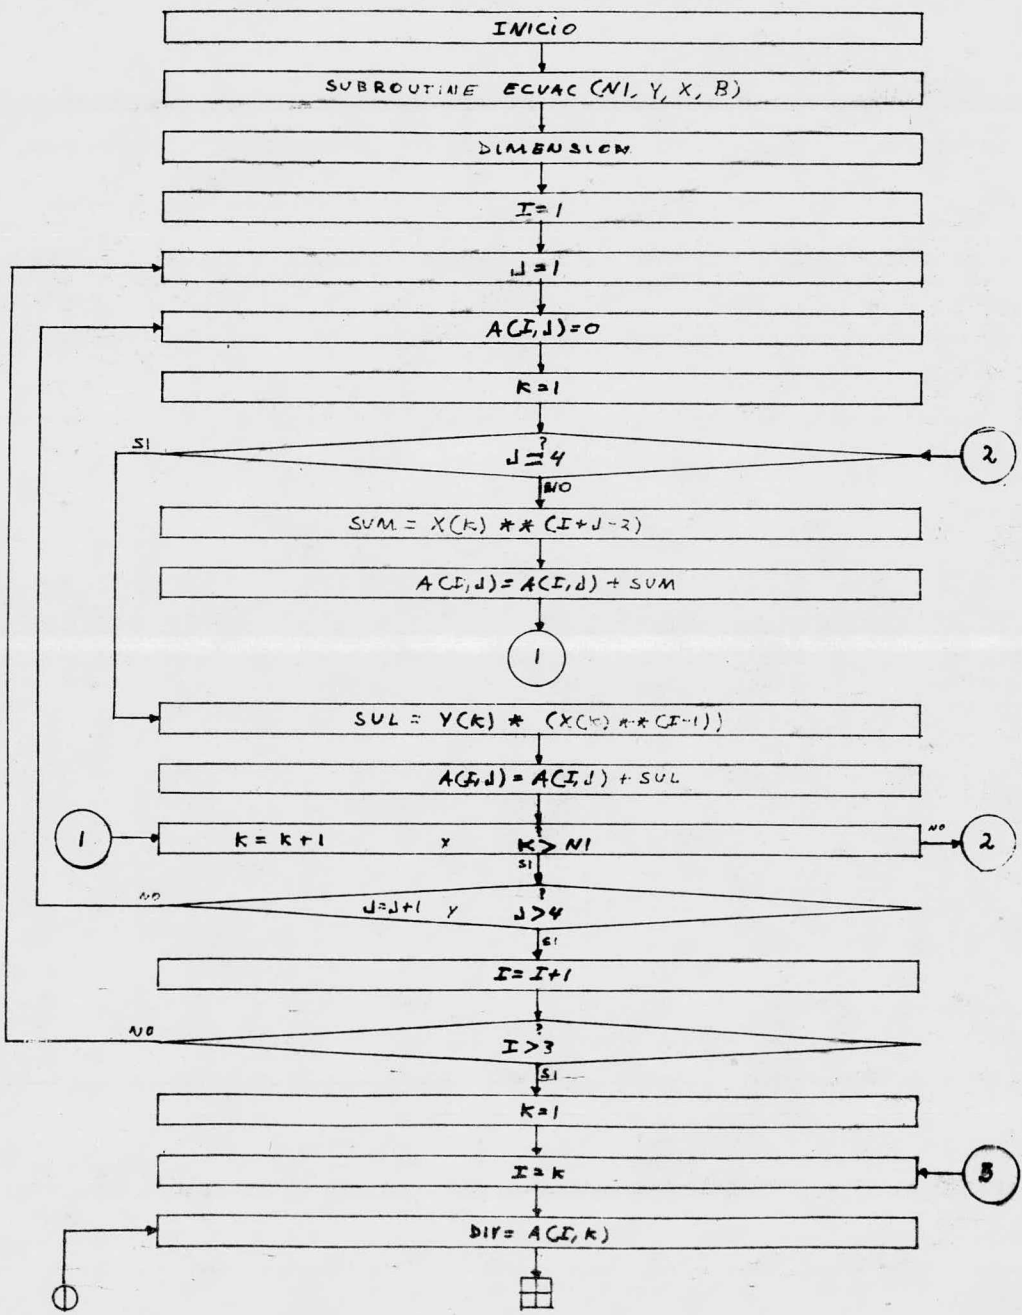 INICIO
SUBROUTINE ECUAC (N1, Y, X, B)
DIMENSION
I=1
J=1
A(I,J)=0
K=1
SI
?
J=4
2
NO
SUM = X(K) ** (I+J-2)
A(I,J)=A(I,J)+SUM
1
SUL = Y(K) * (X(K)**(I-1))
A(I,J)=A(I,J)+SUL
1
K=K+1 Y K>N1
NO
2
SI
NO
?
J=J+1 Y J>4
SI
I=I+1
NO
?
I>3
SI
K=1
I=K
3
DIV=A(I,K)